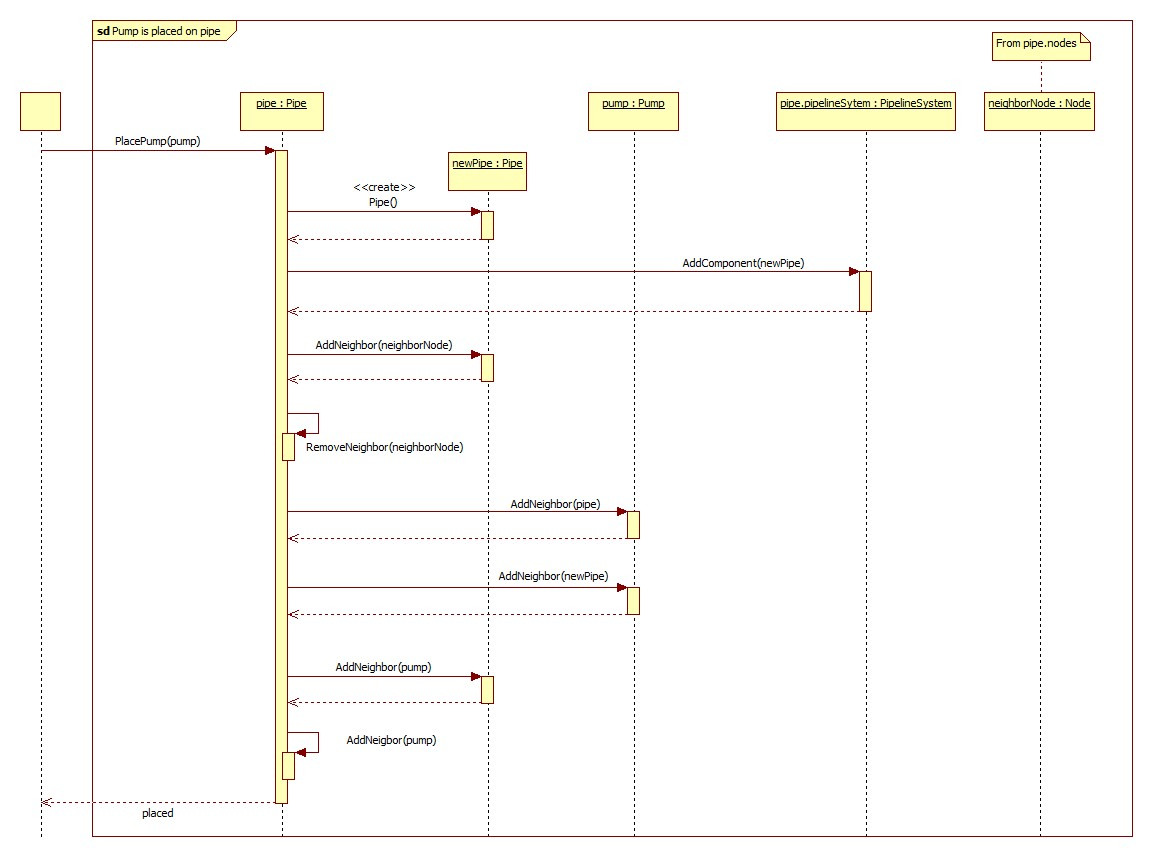 sd Pump is placed on pipe
From pipe.nodes
pipe : Pipe
pump : Pump
pipe.pipelineSytem : PipelineSystem
neighborNode : Node
PlacePump(pump)
newPipe : Pipe
<<create>>
Pipe()
AddComponent(newPipe)
AddNeighbor(neighborNode)
RemoveNeighbor(neighborNode)
AddNeighbor(pipe)
AddNeighbor(newPipe)
AddNeighbor(pump)
AddNeigbor(pump)
placed